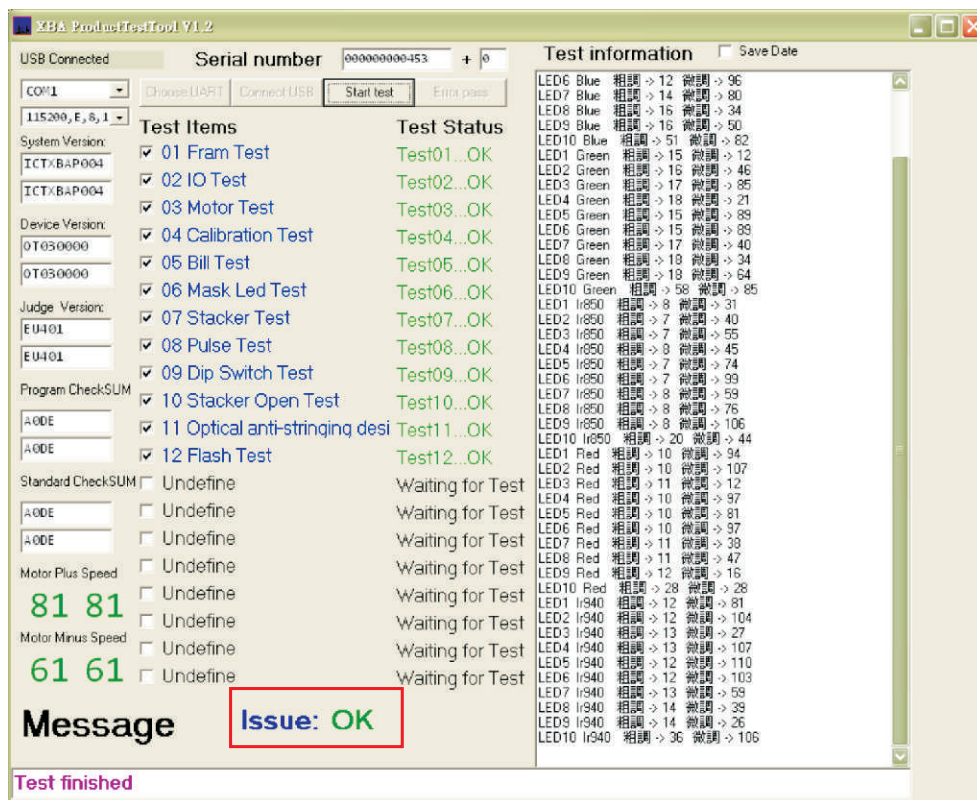 XBA ProductTestTool V1.2
USB Connected
Serial number
000000000453
+
0
COM1
Choose UART
Connect USB
Start test
Error pass
115200,E,8,1
System Version:
ICTXBAP004
ICTXBAP004
Device Version:
OT030000
OT030000
Judge Version:
EU401
EU401
Program CheckSUM
A0DE
A0DE
Standard CheckSUM
A0DE
A0DE
Motor Plus Speed
81 81
Motor Minus Speed
61 61
Test Items Test Status
01 Fram Test Test01...OK
02 IO Test Test02...OK
03 Motor Test Test03...OK
04 Calibration Test Test04...OK
05 Bill Test Test05...OK
06 Mask Led Test Test06...OK
07 Stacker Test Test07...OK
08 Pulse Test Test08...OK
09 Dip Switch Test Test09...OK
10 Stacker Open Test Test10...OK
11 Optical anti-stringing desi Test11...OK
12 Flash Test Test12...OK
Undefine Waiting for Test
Undefine Waiting for Test
Undefine Waiting for Test
Undefine Waiting for Test
Undefine Waiting for Test
Undefine Waiting for Test
Undefine Waiting for Test
Undefine Waiting for Test
Message
Issue: OK
Test finished
Test information
Save Date
LED6 Blue 粗調 -> 12 微調 -> 96
LED7 Blue 粗調 -> 14 微調 -> 80
LED8 Blue 粗調 -> 16 微調 -> 34
LED9 Blue 粗調 -> 16 微調 -> 50
LED10 Blue 粗調 -> 51 微調 -> 82
LED1 Green 粗調 -> 15 微調 -> 12
LED2 Green 粗調 -> 16 微調 -> 46
LED3 Green 粗調 -> 17 微調 -> 85
LED4 Green 粗調 -> 18 微調 -> 21
LED5 Green 粗調 -> 15 微調 -> 89
LED6 Green 粗調 -> 15 微調 -> 89
LED7 Green 粗調 -> 17 微調 -> 40
LED8 Green 粗調 -> 18 微調 -> 34
LED9 Green 粗調 -> 18 微調 -> 64
LED10 Green 粗調 -> 58 微調 -> 85
LED1 Ir850 粗調 -> 8 微調 -> 31
LED2 Ir850 粗調 -> 7 微調 -> 40
LED3 Ir850 粗調 -> 7 微調 -> 55
LED4 Ir850 粗調 -> 8 微調 -> 45
LED5 Ir850 粗調 -> 7 微調 -> 74
LED6 Ir850 粗調 -> 7 微調 -> 99
LED7 Ir850 粗調 -> 8 微調 -> 59
LED8 Ir850 粗調 -> 8 微調 -> 76
LED9 Ir850 粗調 -> 8 微調 -> 106
LED10 Ir850 粗調 -> 20 微調 -> 44
LED1 Red 粗調 -> 10 微調 -> 94
LED2 Red 粗調 -> 10 微調 -> 107
LED3 Red 粗調 -> 11 微調 -> 12
LED4 Red 粗調 -> 10 微調 -> 97
LED5 Red 粗調 -> 10 微調 -> 81
LED6 Red 粗調 -> 10 微調 -> 97
LED7 Red 粗調 -> 11 微調 -> 38
LED8 Red 粗調 -> 11 微調 -> 47
LED9 Red 粗調 -> 12 微調 -> 16
LED10 Red 粗調 -> 28 微調 -> 28
LED1 Ir940 粗調 -> 12 微調 -> 81
LED2 Ir940 粗調 -> 12 微調 -> 104
LED3 Ir940 粗調 -> 13 微調 -> 27
LED4 Ir940 粗調 -> 13 微調 -> 107
LED5 Ir940 粗調 -> 12 微調 -> 110
LED6 Ir940 粗調 -> 12 微調 -> 103
LED7 Ir940 粗調 -> 13 微調 -> 59
LED8 Ir940 粗調 -> 14 微調 -> 39
LED9 Ir940 粗調 -> 14 微調 -> 26
LED10 Ir940 粗調 -> 36 微調 -> 106